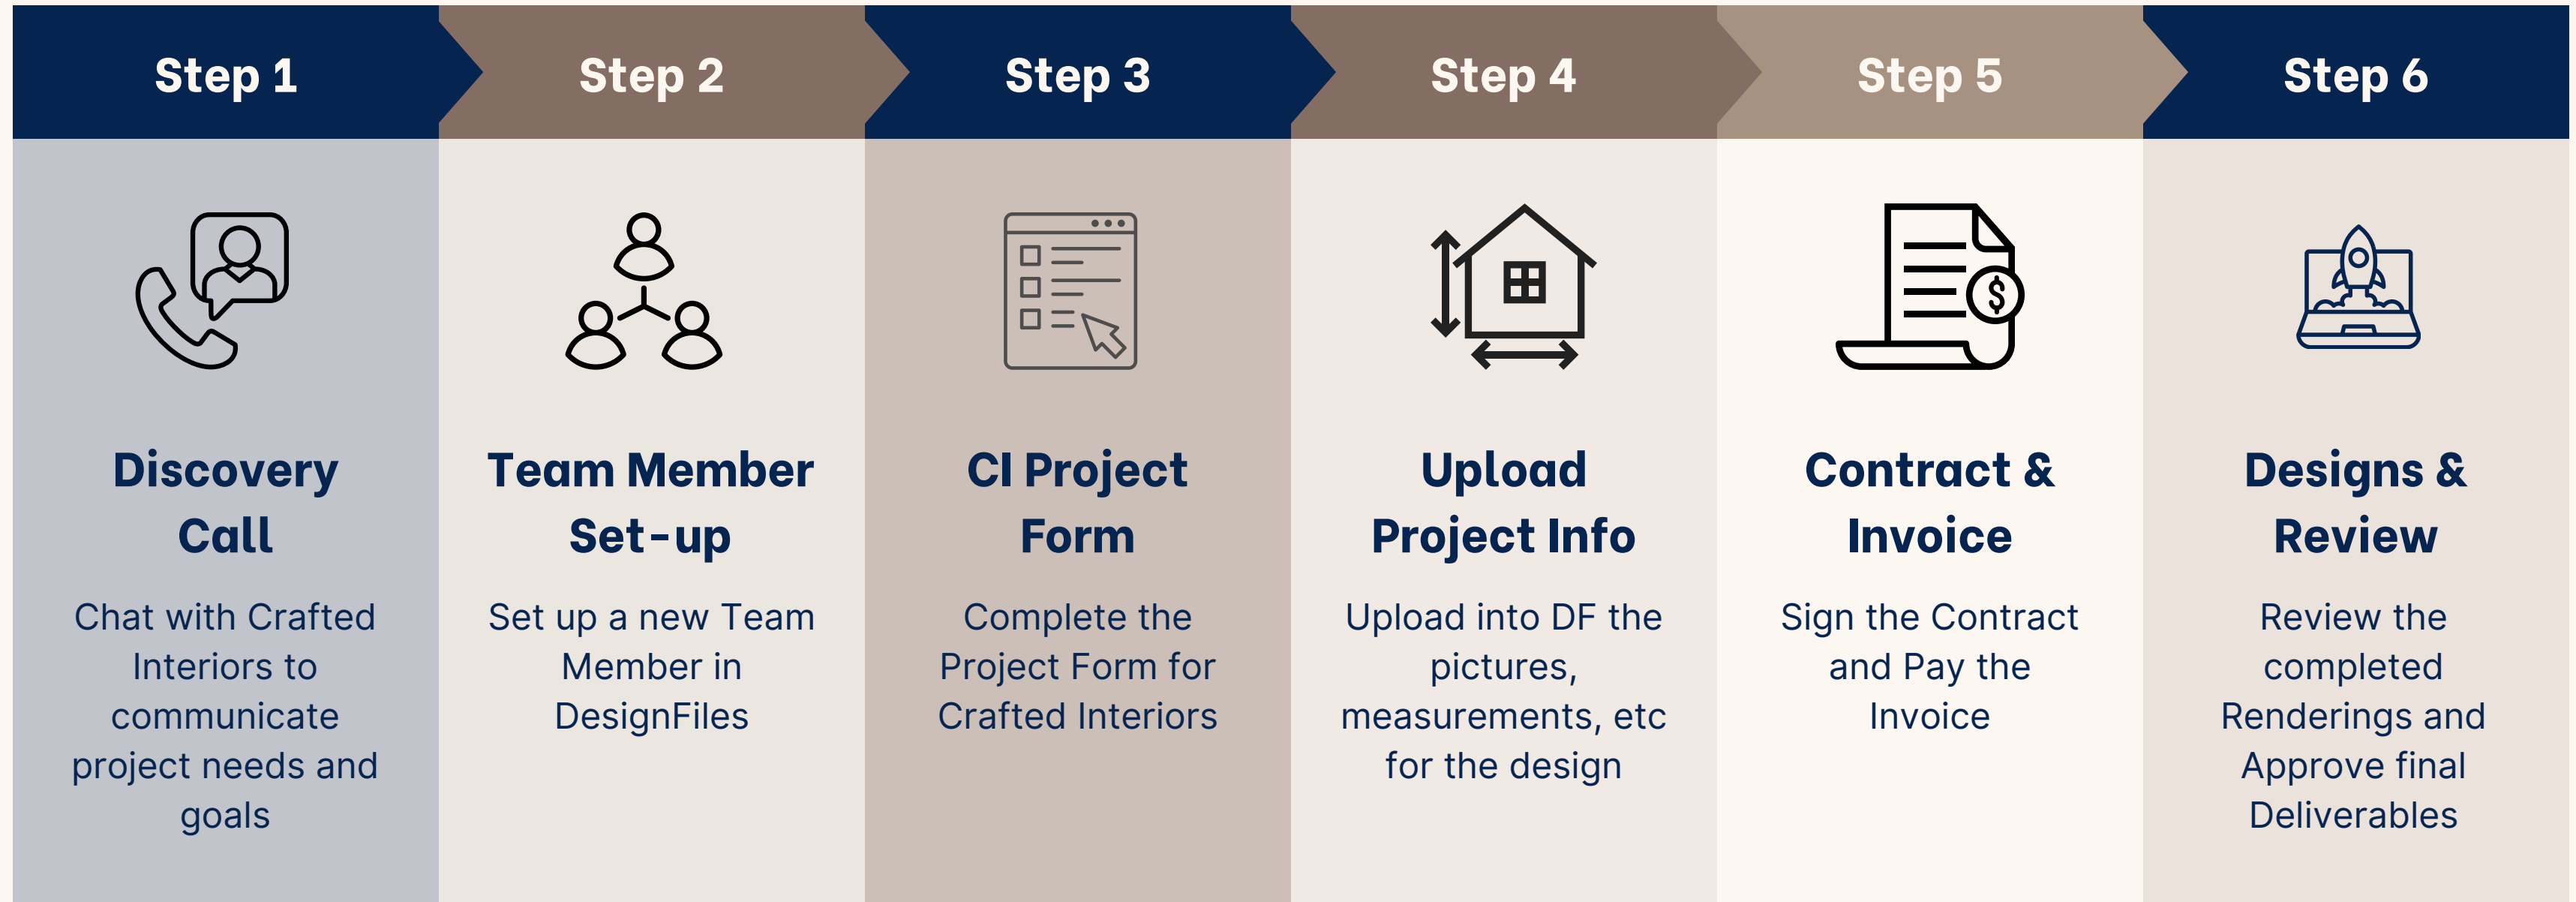 Step 1
Step 2
Step 3
Step 4
Step 5
Step 6
$
Discovery
Call
Chat with Crafted
Interiors to
communicate
project needs and
goals
Team Member
Set-up
Set up a new Team
Member in
DesignFiles
CI Project
Form
Complete the
Project Form for
Crafted Interiors
Upload
Project Info
Upload into DF the
pictures,
measurements, etc
for the design
Contract &
Invoice
Sign the Contract
and Pay the
Invoice
Designs &
Review
Review the
completed
Renderings and
Approve final
Deliverables